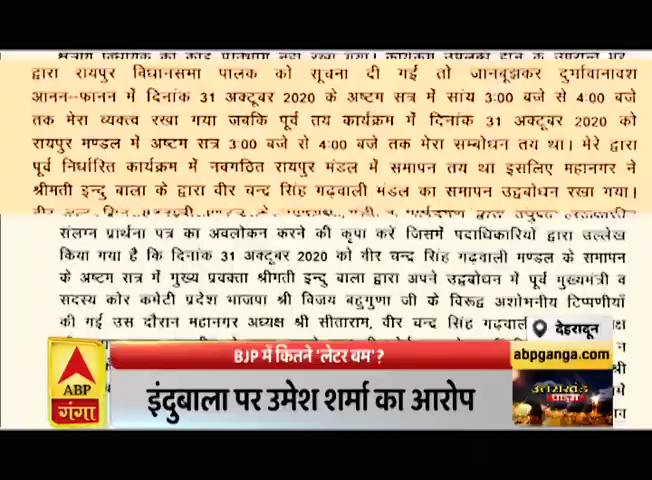 द्वारा रायपुर विधानसभा पालक को सूचना दी गई तो जानबूझकर दुर्भावानावश
आनन–फानन में दिनांक 31 अक्टूबर 2020 के अष्टम सत्र में सांय 3:00 बजे से 4:00 बजे
तक मेरा व्यक्त्व रखा गया जबकि पूर्व तय कार्यक्रम में दिनांक 31 अक्टूबर 2020 को
रायपुर मण्डल में अष्टम सत्र 3:00 बजे से 4:00 बजे तक मेरा सम्बोधन तय था। मेरे द्वारा
पूर्व निर्धारित कार्यक्रम में नवगठित रायपुर मंडल में समापन तय था इसलिए महानगर ने
श्रीमती इन्दु बाला के द्वारा वीर चन्द्र सिंह गढ़वाली मंडल का समापन उद्बोधन रखा गया।
संलग्न प्रार्थना पत्र का अवलोकन करने की कृपा करें जिसमें पदाधिकारियों द्वारा उल्लेख
किया गया है कि दिनांक 31 अक्टूबर 2020 को वीर चन्द्र सिंह गढ़वाली मण्डल के समापन
के अष्टम सत्र में मुख्य प्रवक्ता श्रीमती इन्दु बाला द्वारा अपने उद्बोधन में पूर्व मुख्यमंत्री व
सदस्य कोर कमेटी प्रदेश भाजपा श्री विजय बहुगुणा जी के विरूद्व अशोभनीय टिप्पणीयाँ
की गई उस दौरान महानगर अध्यक्ष श्री सीताराम, वीर चन्द्र सिंह
देहरादून
BJP में कितने 'लेटर बम'?
abpganga.com
ABP
गंगा
इंदुबाला पर उमेश शर्मा का आरोप
उत्तराखंड
प्राइम